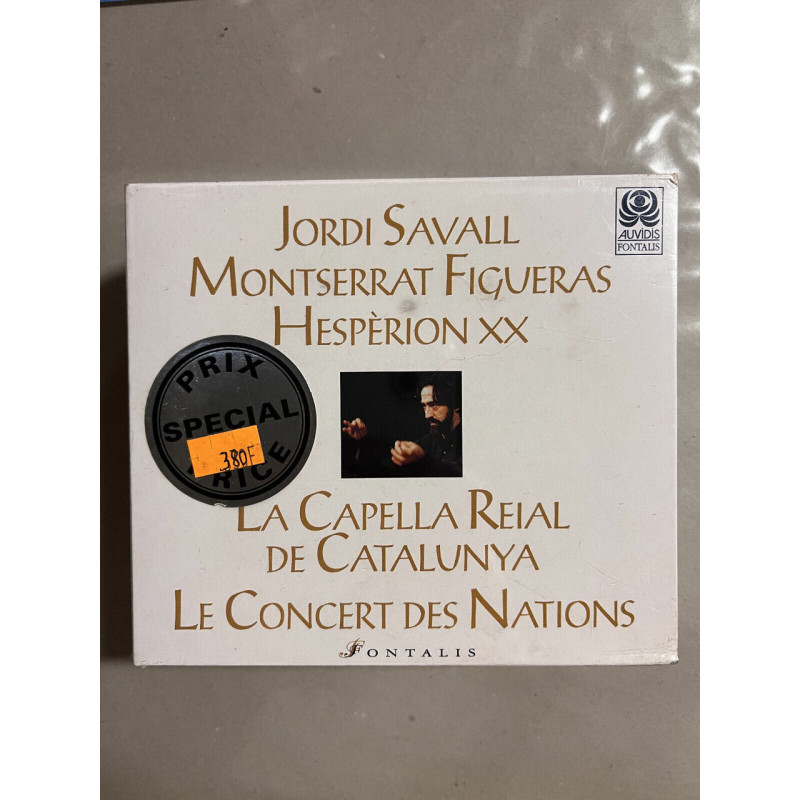 JORDI SAVALL
MONTSERRAT FIGUERAS
HESPÈRION XX
AUVIDIS
FONTALIS
PRIX
SPECIAL
380F
PRICE
LA CAPELLA REIAL
DE CATALUNYA
LE CONCERT DES NATIONS
FONTALIS